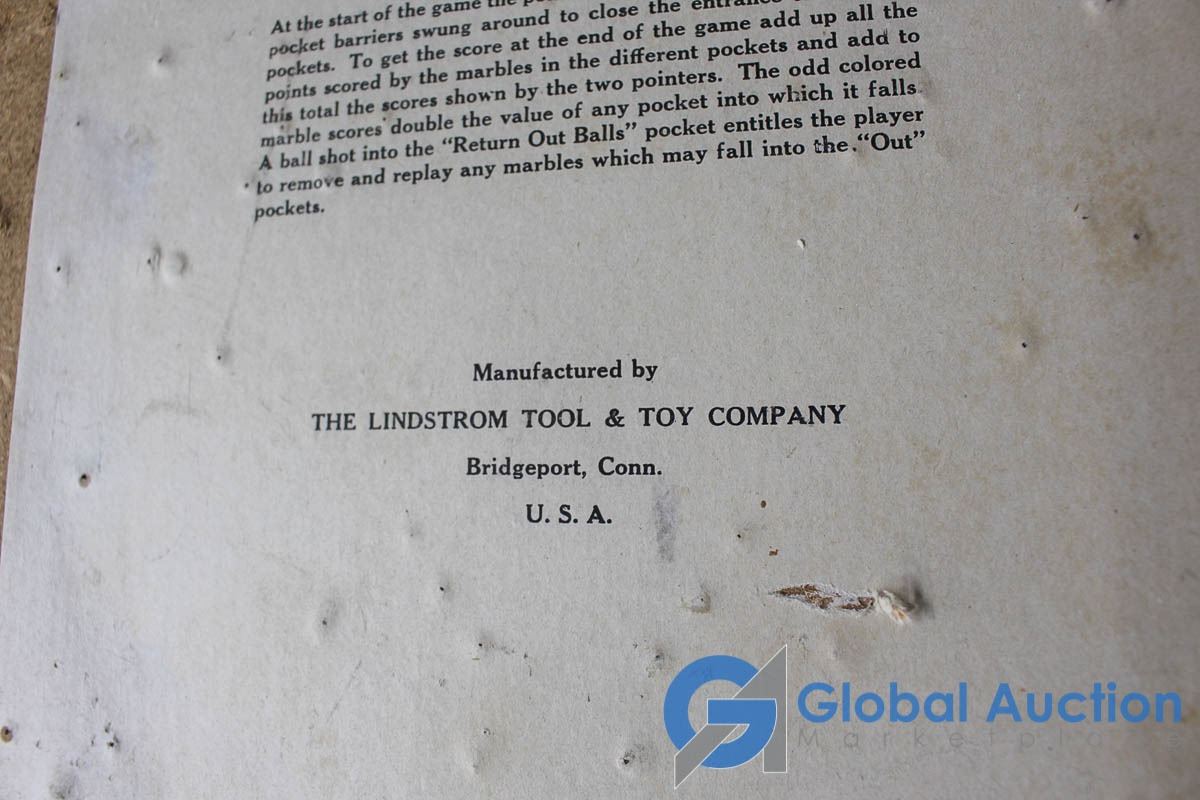 At the start of the game the
pocket barriers swung around to close the
pockets. To get the score at the end of the game add up all the
points scored by the marbles in the different pockets and add to
this total the scores shown by the two pointers. The odd colored
marble scores double the value of any pocket into which it falls.
A ball shot into the "Return Out Balls" pocket entitles the player
to remove and replay any marbles which may fall into the "Out"
pockets.
Manufactured by
THE LINDSTROM TOOL & TOY COMPANY
Bridgeport, Conn.
U. S. A.
Global Auction
Marketplace